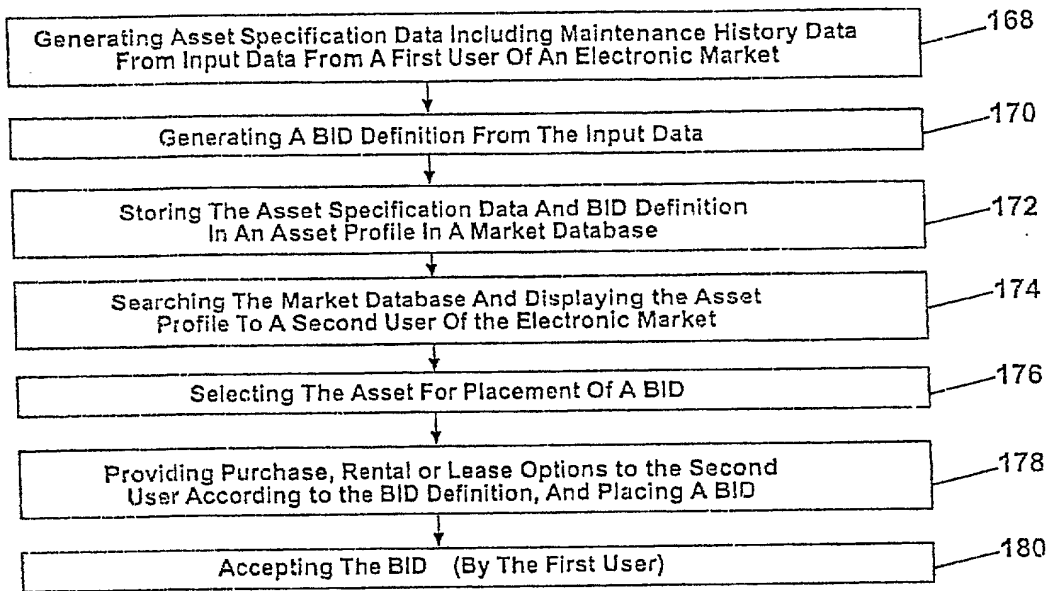 Generating Asset Specification Data Including Maintenance History Data
From Input Data From A First User Of An Electronic Market
168
Generating A BID Definition From The Input Data
170
Storing The Asset Specification Data And BID Definition
In An Asset Profile In A Market Database
172
Searching The Market Database And Displaying the Asset
Profile To A Second User Of the Electronic Market
174
Selecting The Asset For Placement Of A BID
176
Providing Purchase, Rental or Lease Options to the Second
User According to the BID Definition, And Placing A BID
178
Accepting The BID (By The First User)
180